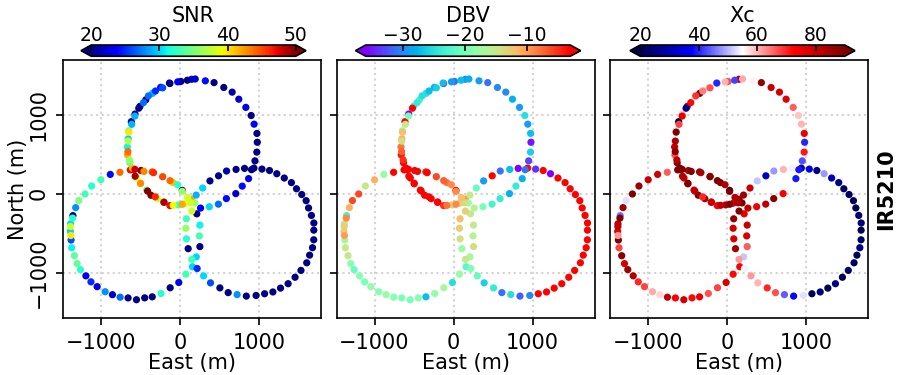 SNR DBV Xc
20 30 40 50 −30 −20 −10 20 40 60 80
1000
0
−1000
North (m)
IR5210
−1000 0 1000 −1000 0 1000 −1000 0 1000
East (m) East (m) East (m)